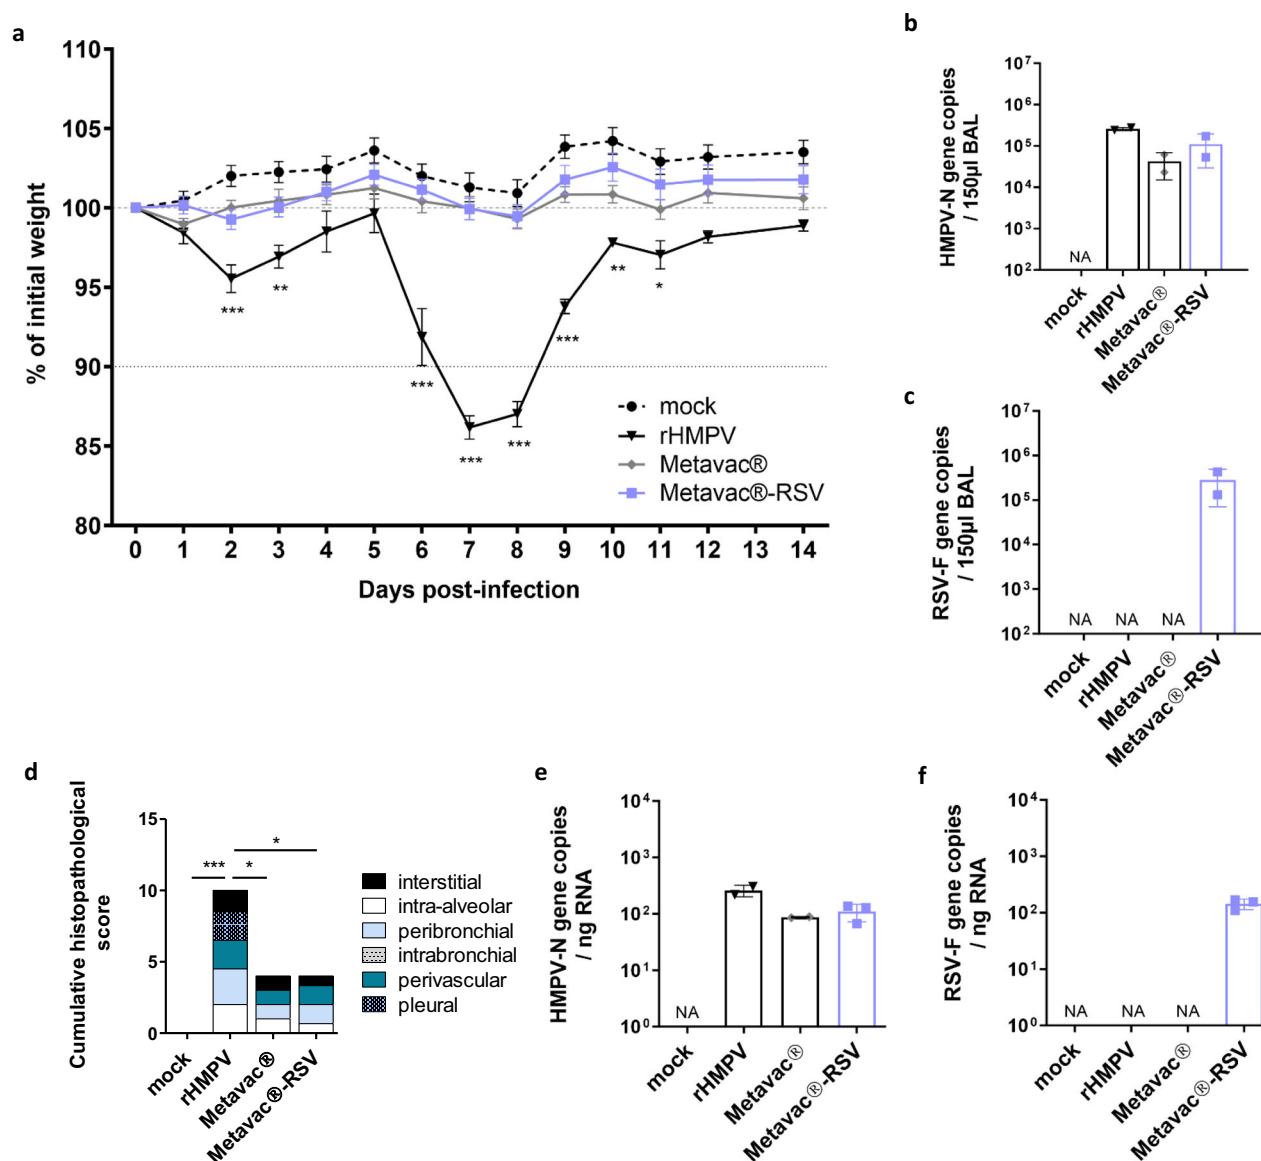 a
110
105
100
95
90
85
80
% of initial weight
***
**
***
***
***
***
**
*
mock
rHMPV
Metavac®
Metavac®-RSV
0 1 2 3 4 5 6 7 8 9 10 11 12 13 14
Days post-infection
b
HMPV-N gene copies
/ 150µl BAL
10⁷
10⁶
10⁵
10⁴
10³
10²
NA
mock
rHMPV
Metavac®
Metavac®-RSV
c
RSV-F gene copies
/ 150µl BAL
10⁷
10⁶
10⁵
10⁴
10³
10²
NA NA NA
mock
rHMPV
Metavac®
Metavac®-RSV
d
Cumulative histopathological
score
15
10
5
0
*
*** *
mock
rHMPV
Metavac®
Metavac®-RSV
interstitial
intra-alveolar
peribronchial
intrabronchial
perivascular
pleural
e
HMPV-N gene copies
/ ng RNA
10⁴
10³
10²
10¹
10⁰
NA
mock
rHMPV
Metavac®
Metavac®-RSV
f
RSV-F gene copies
/ ng RNA
10⁴
10³
10²
10¹
10⁰
NA NA NA
mock
rHMPV
Metavac®
Metavac®-RSV